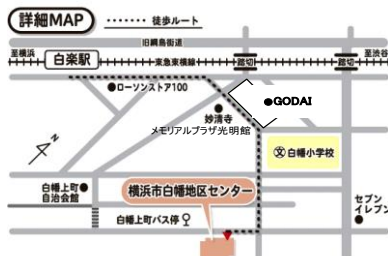 詳細MAP
徒歩ルート
旧綱島街道
至横浜
白楽駅
東急東横線
踏切
踏切
至渋谷
ローソンストア100
GODAI
妙清寺
メモリアルプラザ光明館
N
文 白幡小学校
白幡上町
自治会館
横浜市白幡地区センター
セブン
イレブン
白幡上町バス停